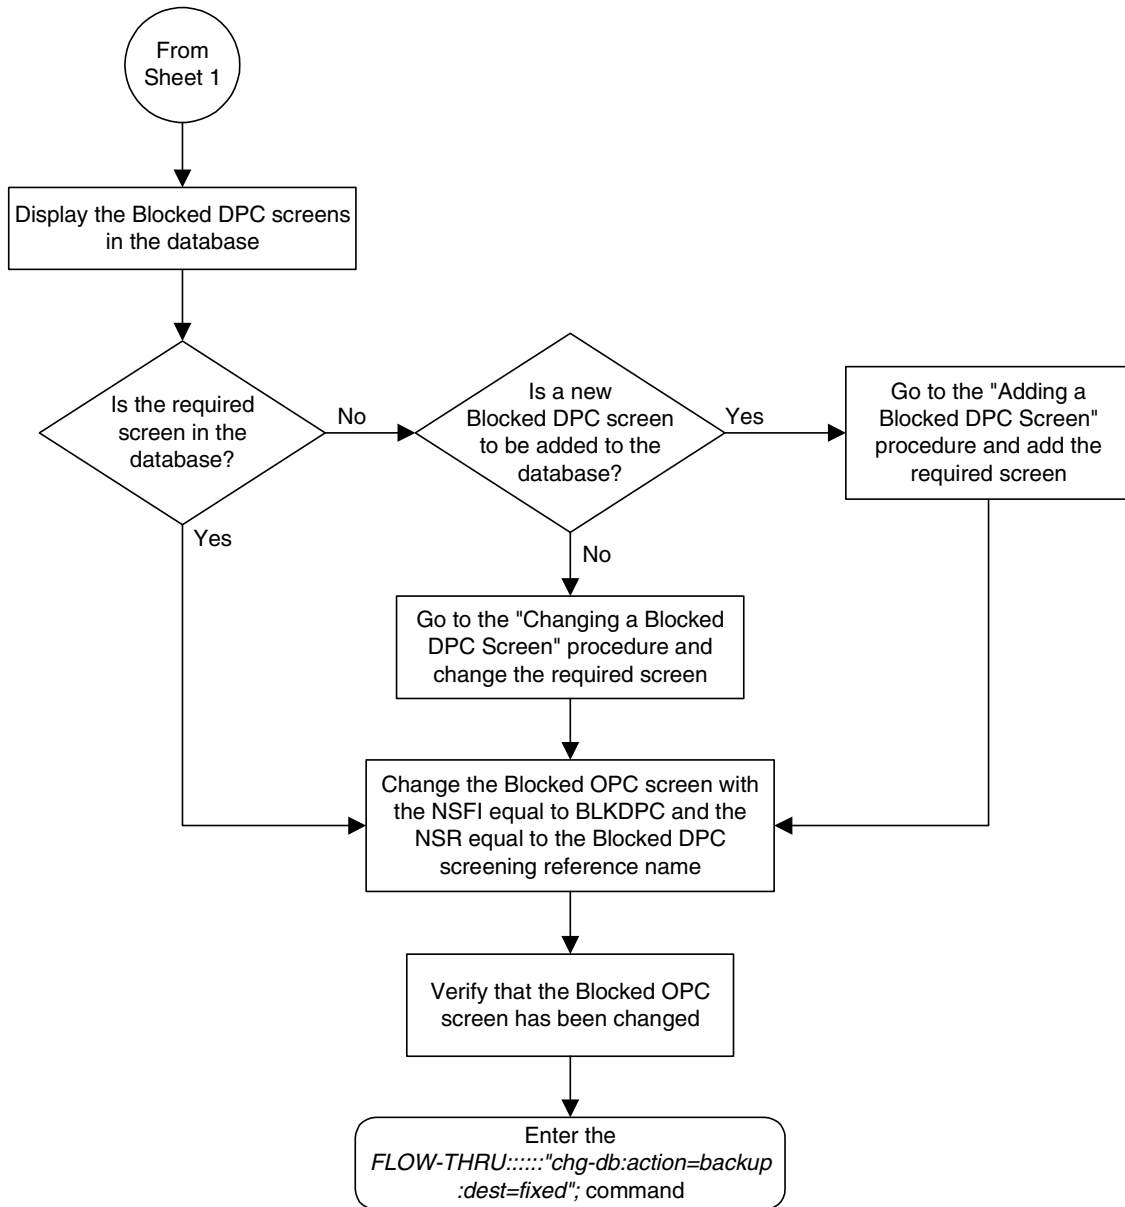 From
Sheet 1
Display the Blocked DPC screens
in the database
Is the required
screen in the
database?
No
Yes
Is a new
Blocked DPC screen
to be added to the
database?
Yes
No
Go to the "Adding a
Blocked DPC Screen"
procedure and add the
required screen
Go to the "Changing a Blocked
DPC Screen" procedure and
change the required screen
Change the Blocked OPC screen with
the NSFI equal to BLKDPC and the
NSR equal to the Blocked DPC
screening reference name
Verify that the Blocked OPC
screen has been changed
Enter the
FLOW-THRU::::::"chg-db:action=backup
:dest=fixed"; command